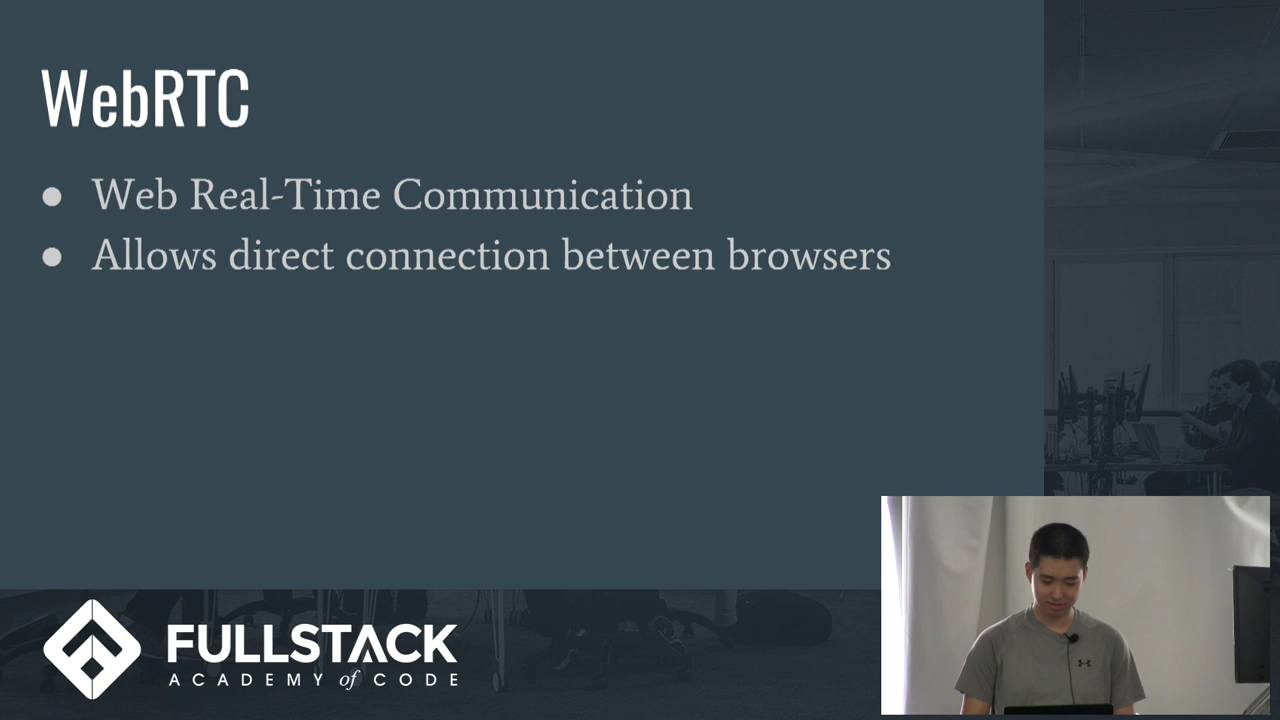 WebRTC
● Web Real-Time Communication
● Allows direct connection between browsers
FULLSTACK
ACADEMY of CODE